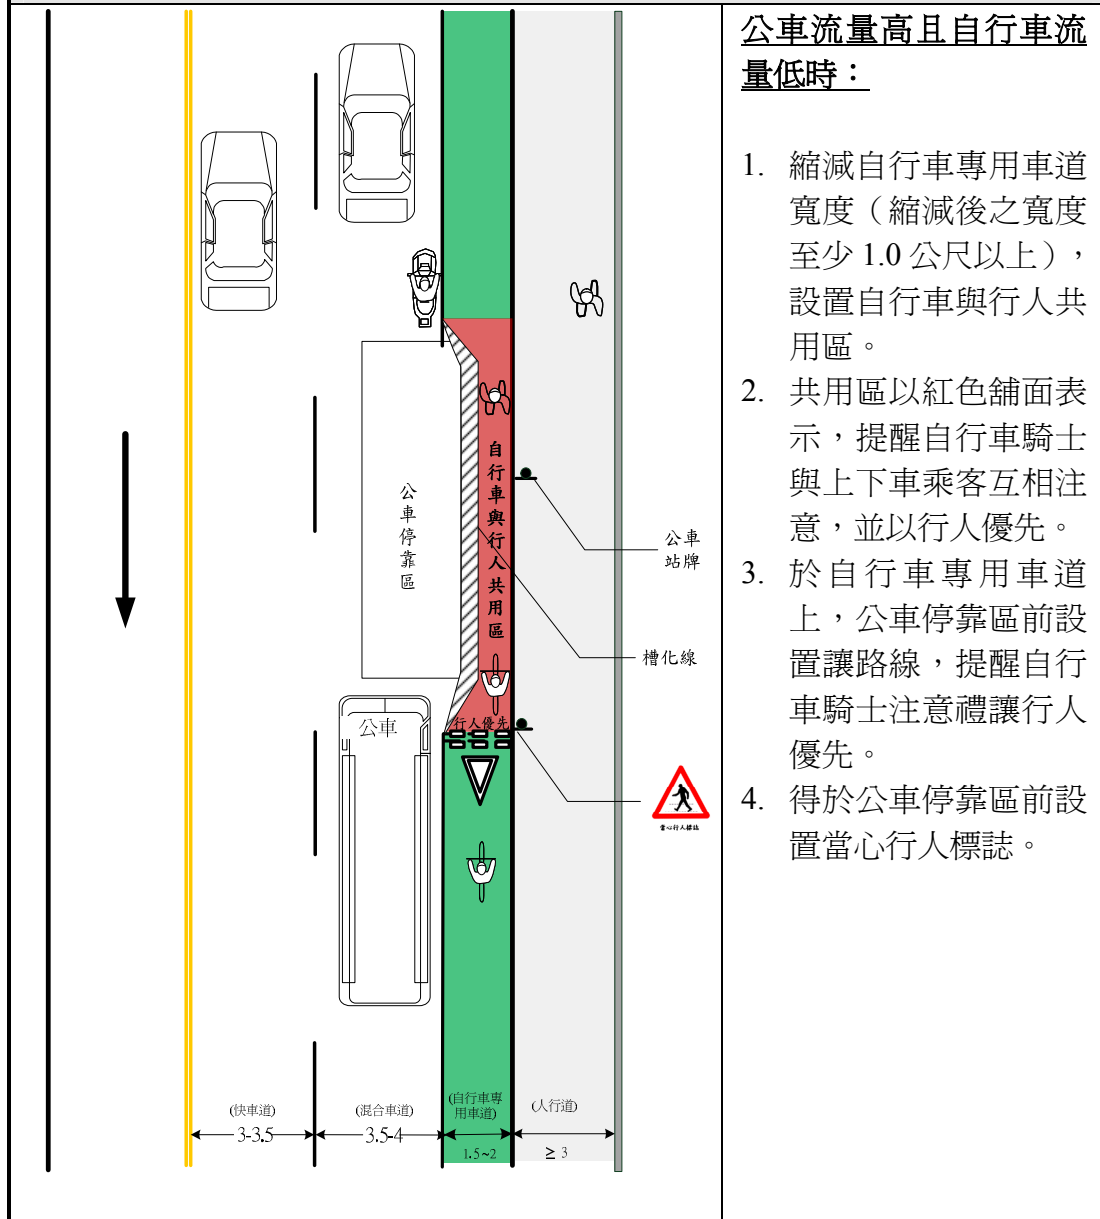 公車流量高且自行車流
量低時：
1. 縮減自行車專用車道
寬度（縮減後之寬度
至少 1.0 公尺以上），
設置自行車與行人共
用區。
2. 共用區以紅色舖面表
示，提醒自行車騎士
與上下車乘客互相注
意，並以行人優先。
3. 於自行車專用車道
上，公車停靠區前設
置讓路線，提醒自行
車騎士注意禮讓行人
優先。
4. 得於公車停靠區前設
置當心行人標誌。
自行車與行人共用區
公車停靠區
公車
站牌
槽化線
行人優先
公車
當心行人標誌
(快車道)
3-3.5
(混合車道)
3.5-4
(自行車專
用車道)
1.5~2
(人行道)
≥ 3